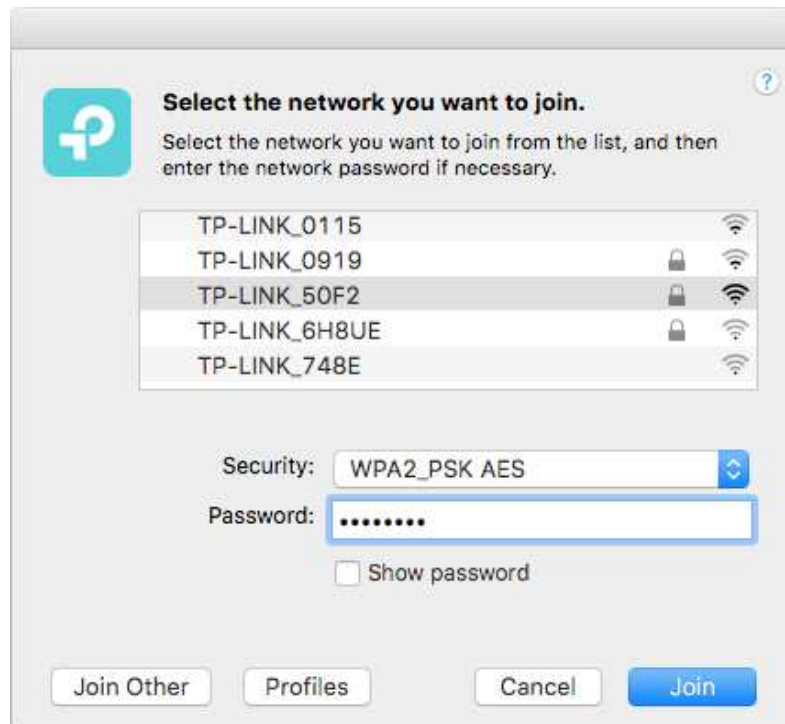 ?
Select the network you want to join.
Select the network you want to join from the list, and then
enter the network password if necessary.
TP-LINK_0115
TP-LINK_0919
TP-LINK_50F2
TP-LINK_6H8UE
TP-LINK_748E
Security: WPA2_PSK AES
Password: ••••••••
Show password
Join Other Profiles Cancel Join